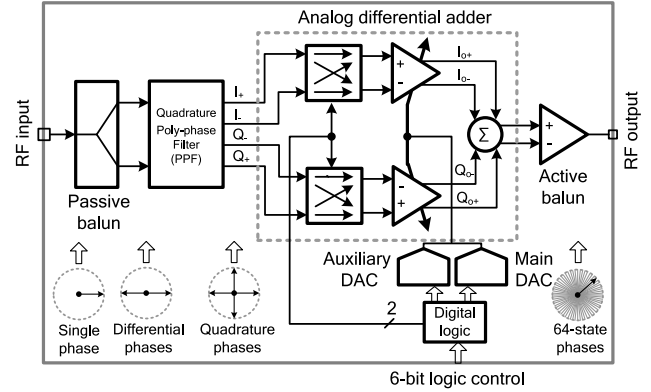 Analog differential adder
RF input
Passive
balun
Quadrature
Poly-phase
Filter
(PPF)
I+
I-
Q-
Q+
+
-
-
+
Io+
Io-
Qo-
Qo+
Σ
+
-
Active
balun
RF output
Auxiliary
DAC
Main
DAC
2
Digital
logic
Single
phase
Differential
phases
Quadrature
phases
64-state
phases
6-bit logic control